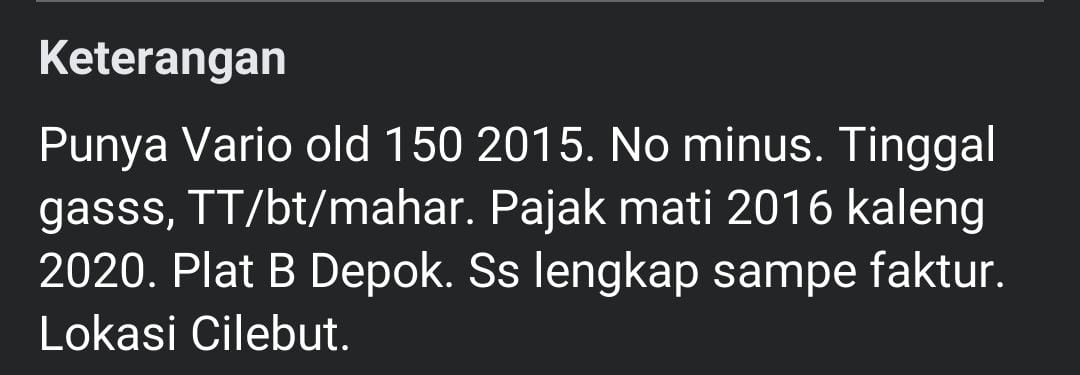 Keterangan
Punya Vario old 150 2015. No minus. Tinggal
gasss, TT/bt/mahar. Pajak mati 2016 kaleng
2020. Plat B Depok. Ss lengkap sampe faktur.
Lokasi Cilebut.